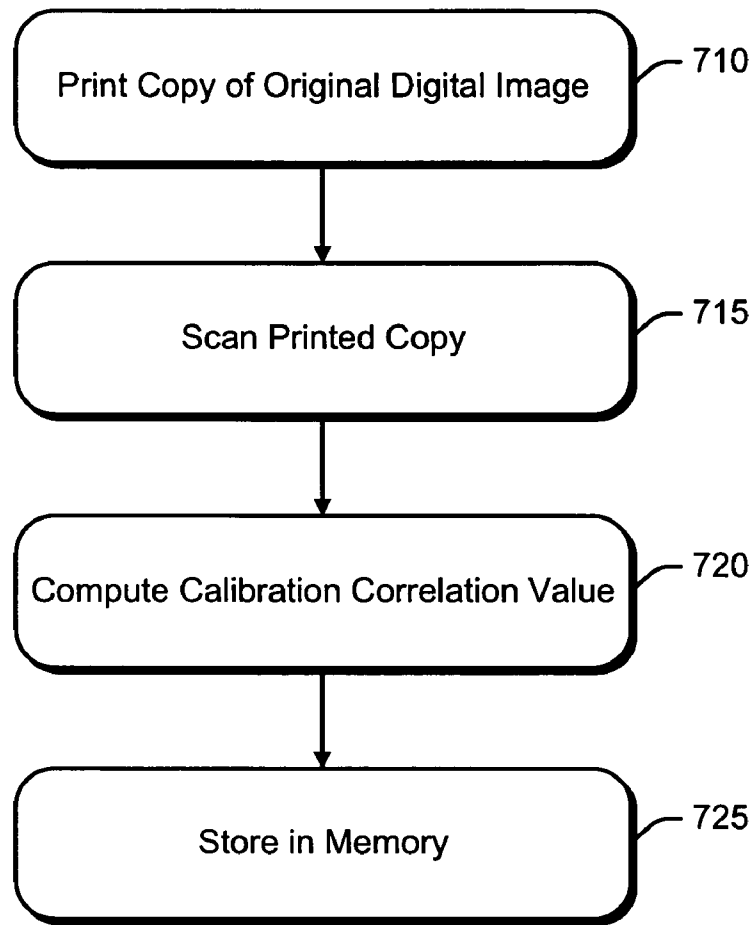 Print Copy of Original Digital Image
710
Scan Printed Copy
715
Compute Calibration Correlation Value
720
Store in Memory
725